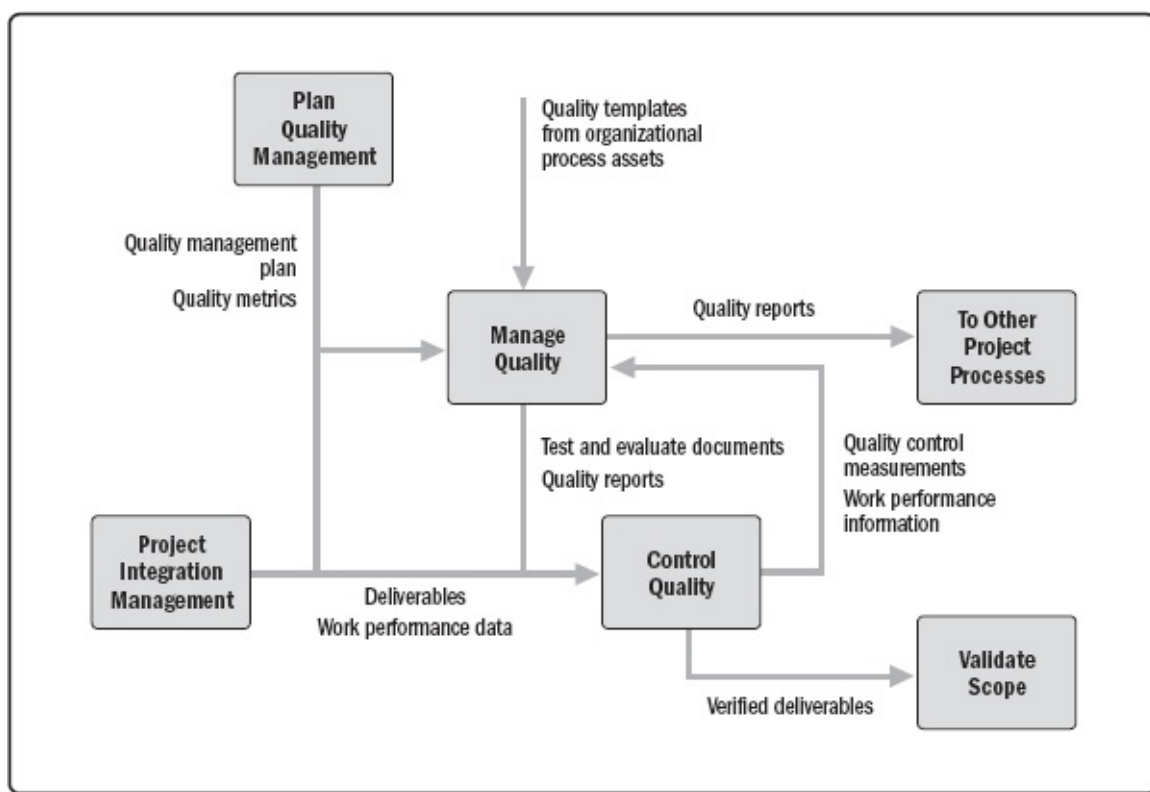 Plan
Quality
Management
Quality templates
from organizational
process assets
Quality management
plan
Quality metrics
Manage
Quality
Quality reports
To Other
Project
Processes
Test and evaluate documents
Quality reports
Quality control
measurements
Work performance
information
Project
Integration
Management
Deliverables
Work performance data
Control
Quality
Verified deliverables
Validate
Scope